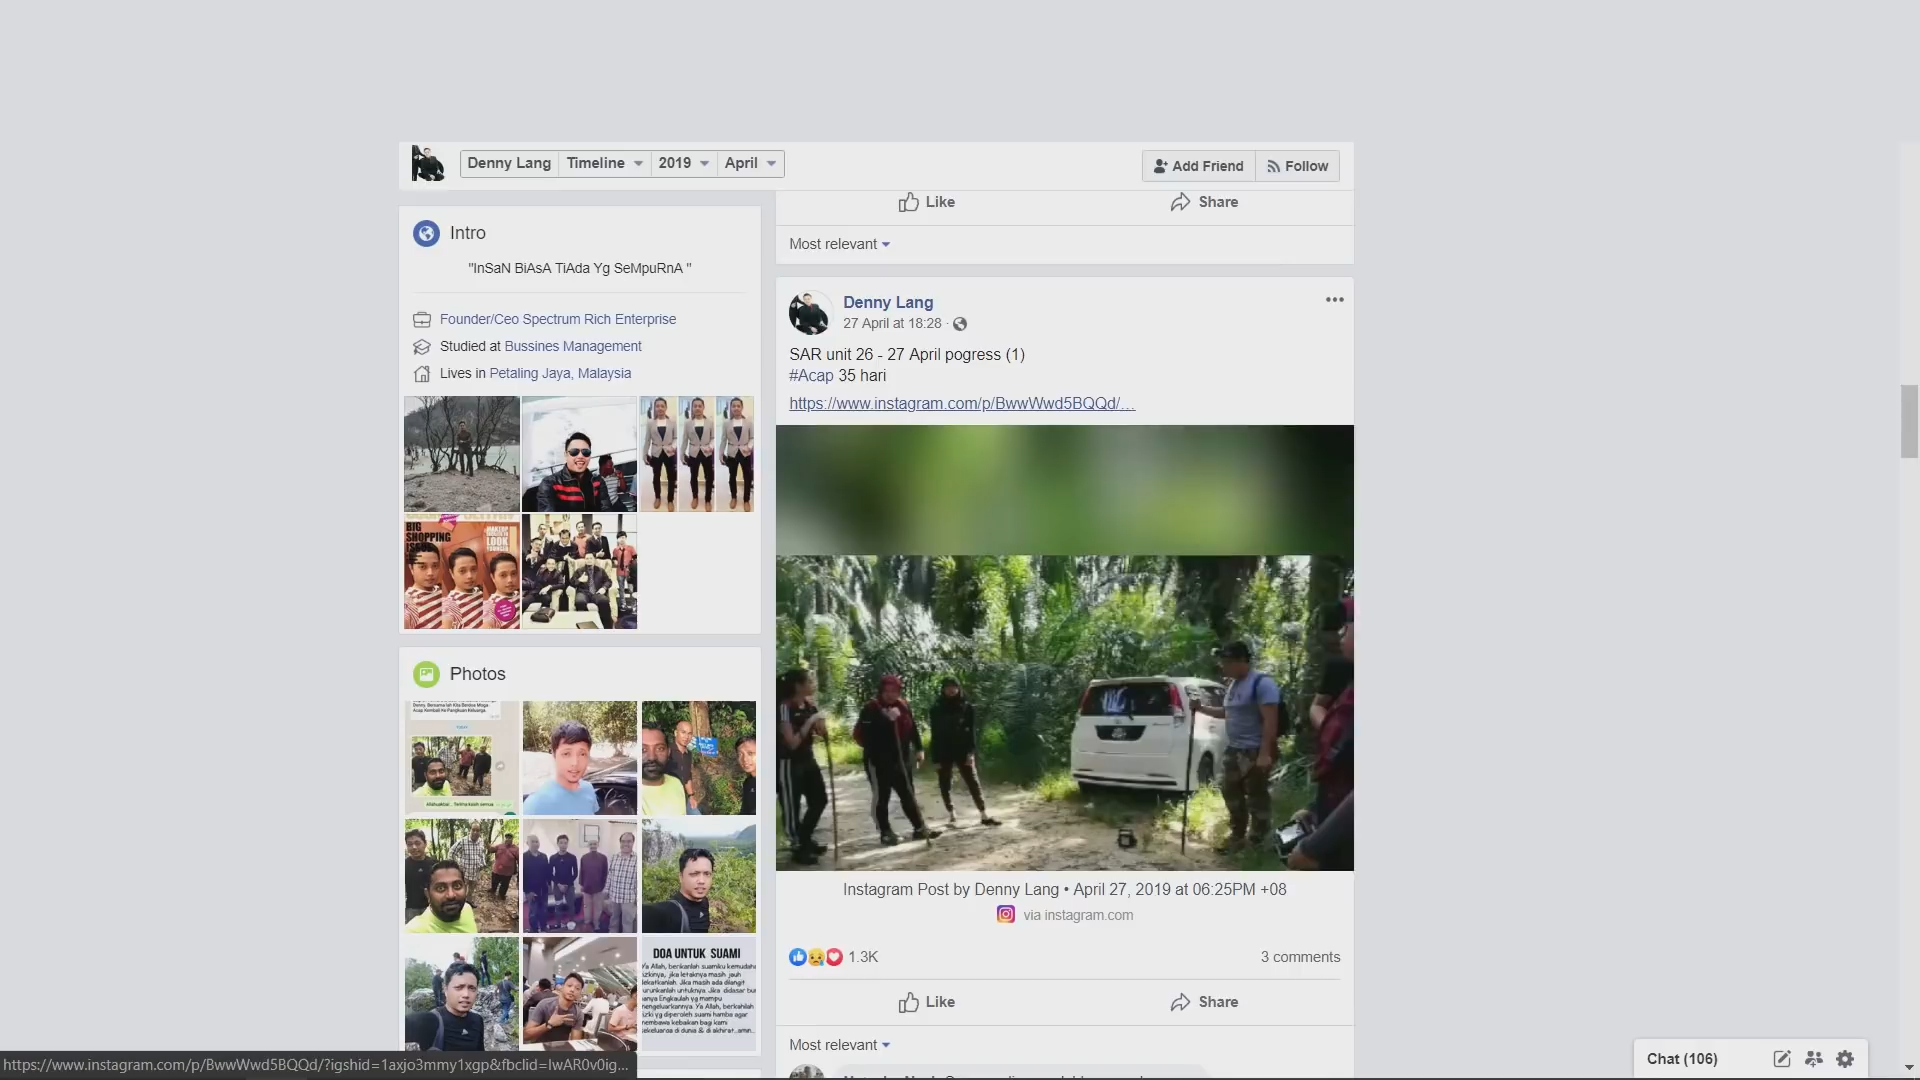 Denny Lang
Timeline
2019
April
Add Friend
Follow
Like
Share
Most relevant
Intro
"InSaN BiAsA TiAda Yg SeMpuRnA "
Founder/Ceo Spectrum Rich Enterprise
Studied at Bussines Management
Lives in Petaling Jaya, Malaysia
BIG
SHOPPING
LOOK
Photos
DOA UNTUK SUAMI
Denny Lang
27 April at 18:28 ·
SAR unit 26 - 27 April pogress (1)
#Acap 35 hari
https://www.instagram.com/p/BwwWwd5BQQd/…
Instagram Post by Denny Lang • April 27, 2019 at 06:25PM +08
via instagram.com
1.3K
3 comments
Like
Share
Most relevant
Chat (106)
https://www.instagram.com/p/BwwWwd5BQQd/?igshid=1axjo3mmy1xgp&fbclid=IwAR0v0ig...